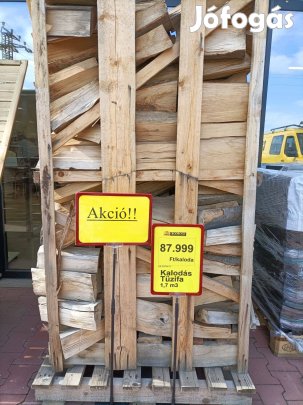 Jófogás
Akció!!
87.999
Ft/kaloda
Kalodás
Tűzifa
1,7 m3